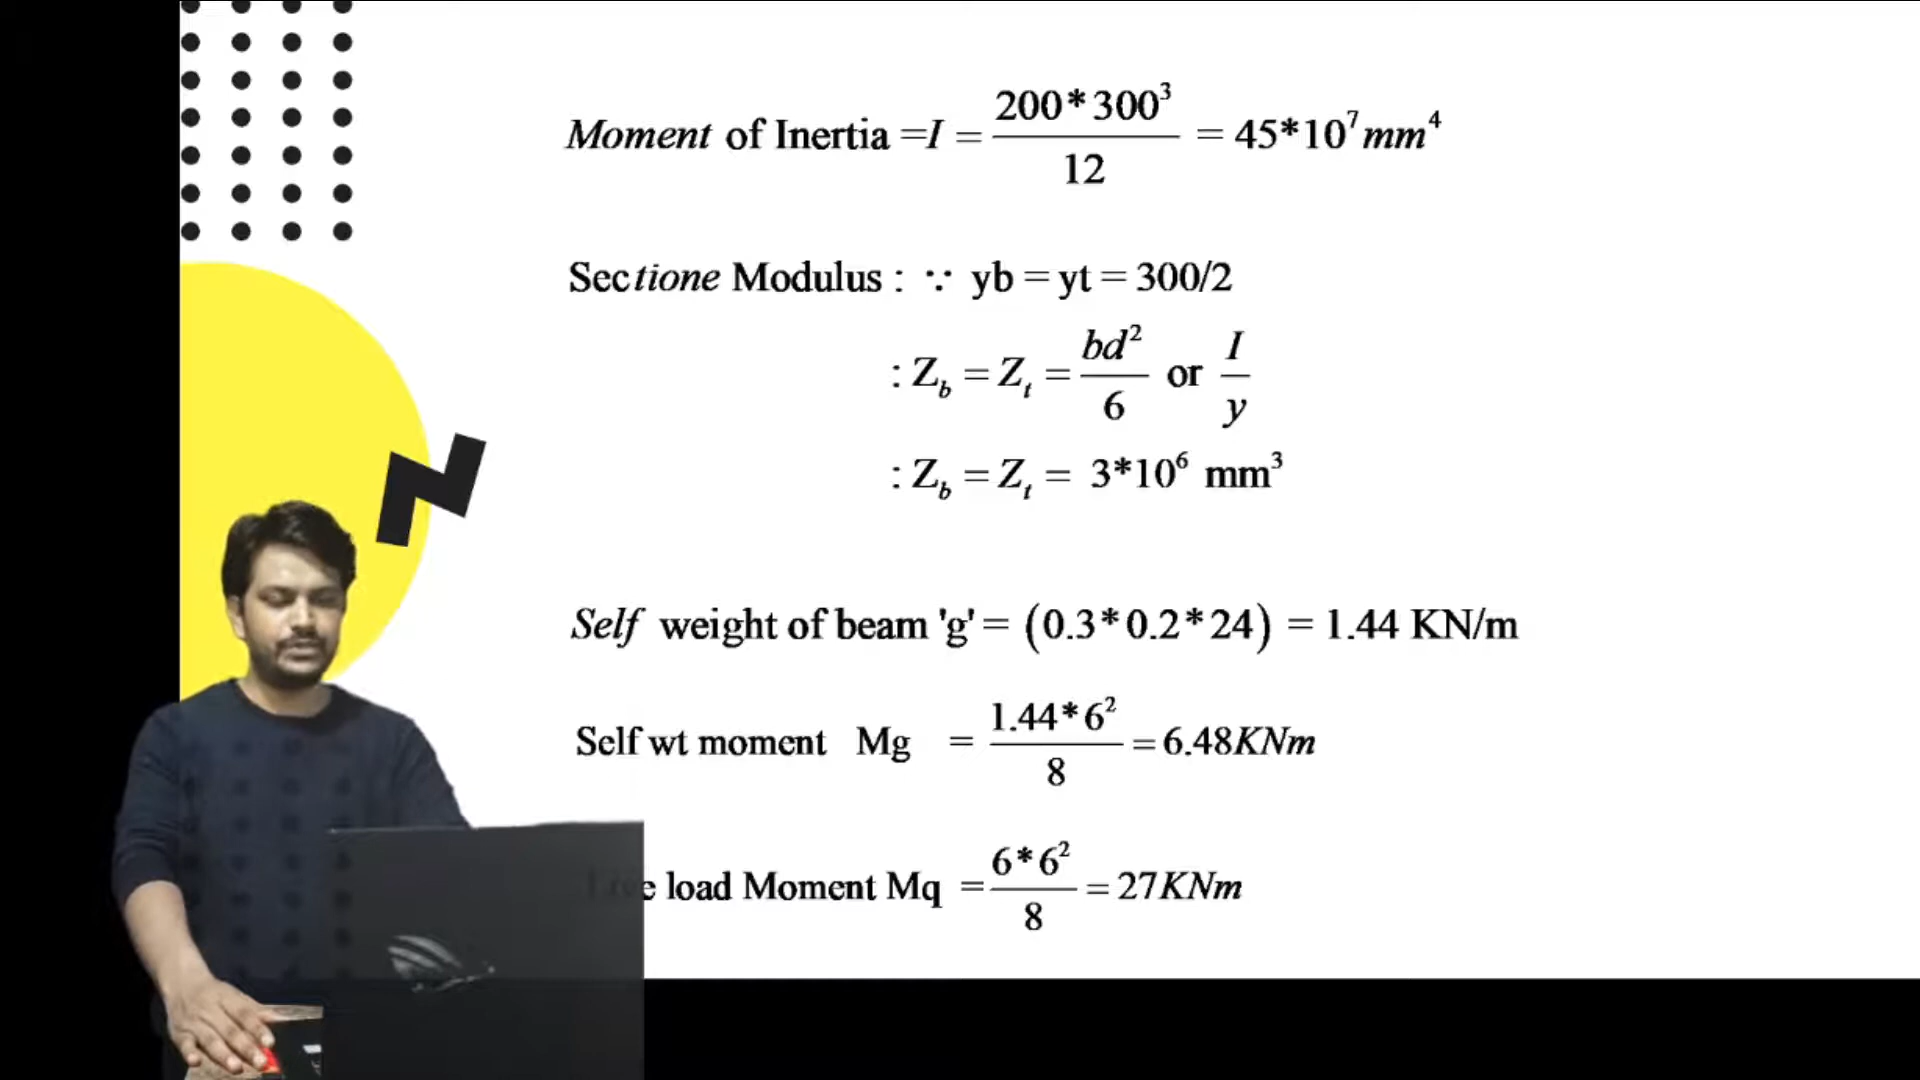 Moment of Inertia =I = 200*300³ / 12 = 45*10⁷ mm⁴
Sectione Modulus : ∵ yb = yt = 300/2
: Z_b = Z_t = bd² / 6 or I / y
: Z_b = Z_t = 3*10⁶ mm³
Self weight of beam 'g' = (0.3*0.2*24) = 1.44 KN/m
Self wt moment Mg = 1.44*6² / 8 = 6.48KNm
load Moment Mq = 6*6² / 8 = 27KNm